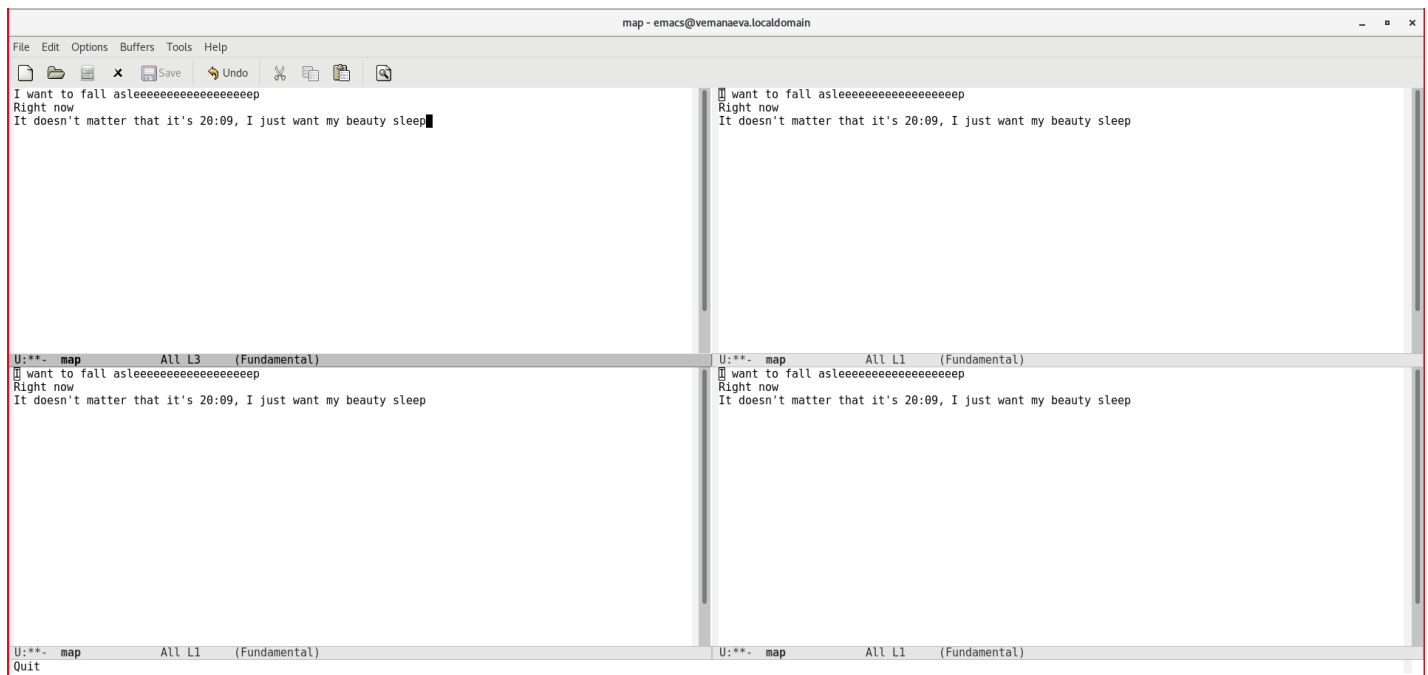 map - emacs@vemanaeva.localdomain
File Edit Options Buffers Tools Help
Save Undo
I want to fall asleeeeeeeeeeeeeeeeeep
Right now
It doesn't matter that it's 20:09, I just want my beauty sleep
U:**- map All L3 (Fundamental)
I want to fall asleeeeeeeeeeeeeeeeeep
Right now
It doesn't matter that it's 20:09, I just want my beauty sleep
U:**- map All L1 (Fundamental)
I want to fall asleeeeeeeeeeeeeeeeeep
Right now
It doesn't matter that it's 20:09, I just want my beauty sleep
U:**- map All L1 (Fundamental)
I want to fall asleeeeeeeeeeeeeeeeeep
Right now
It doesn't matter that it's 20:09, I just want my beauty sleep
U:**- map All L1 (Fundamental)
Quit